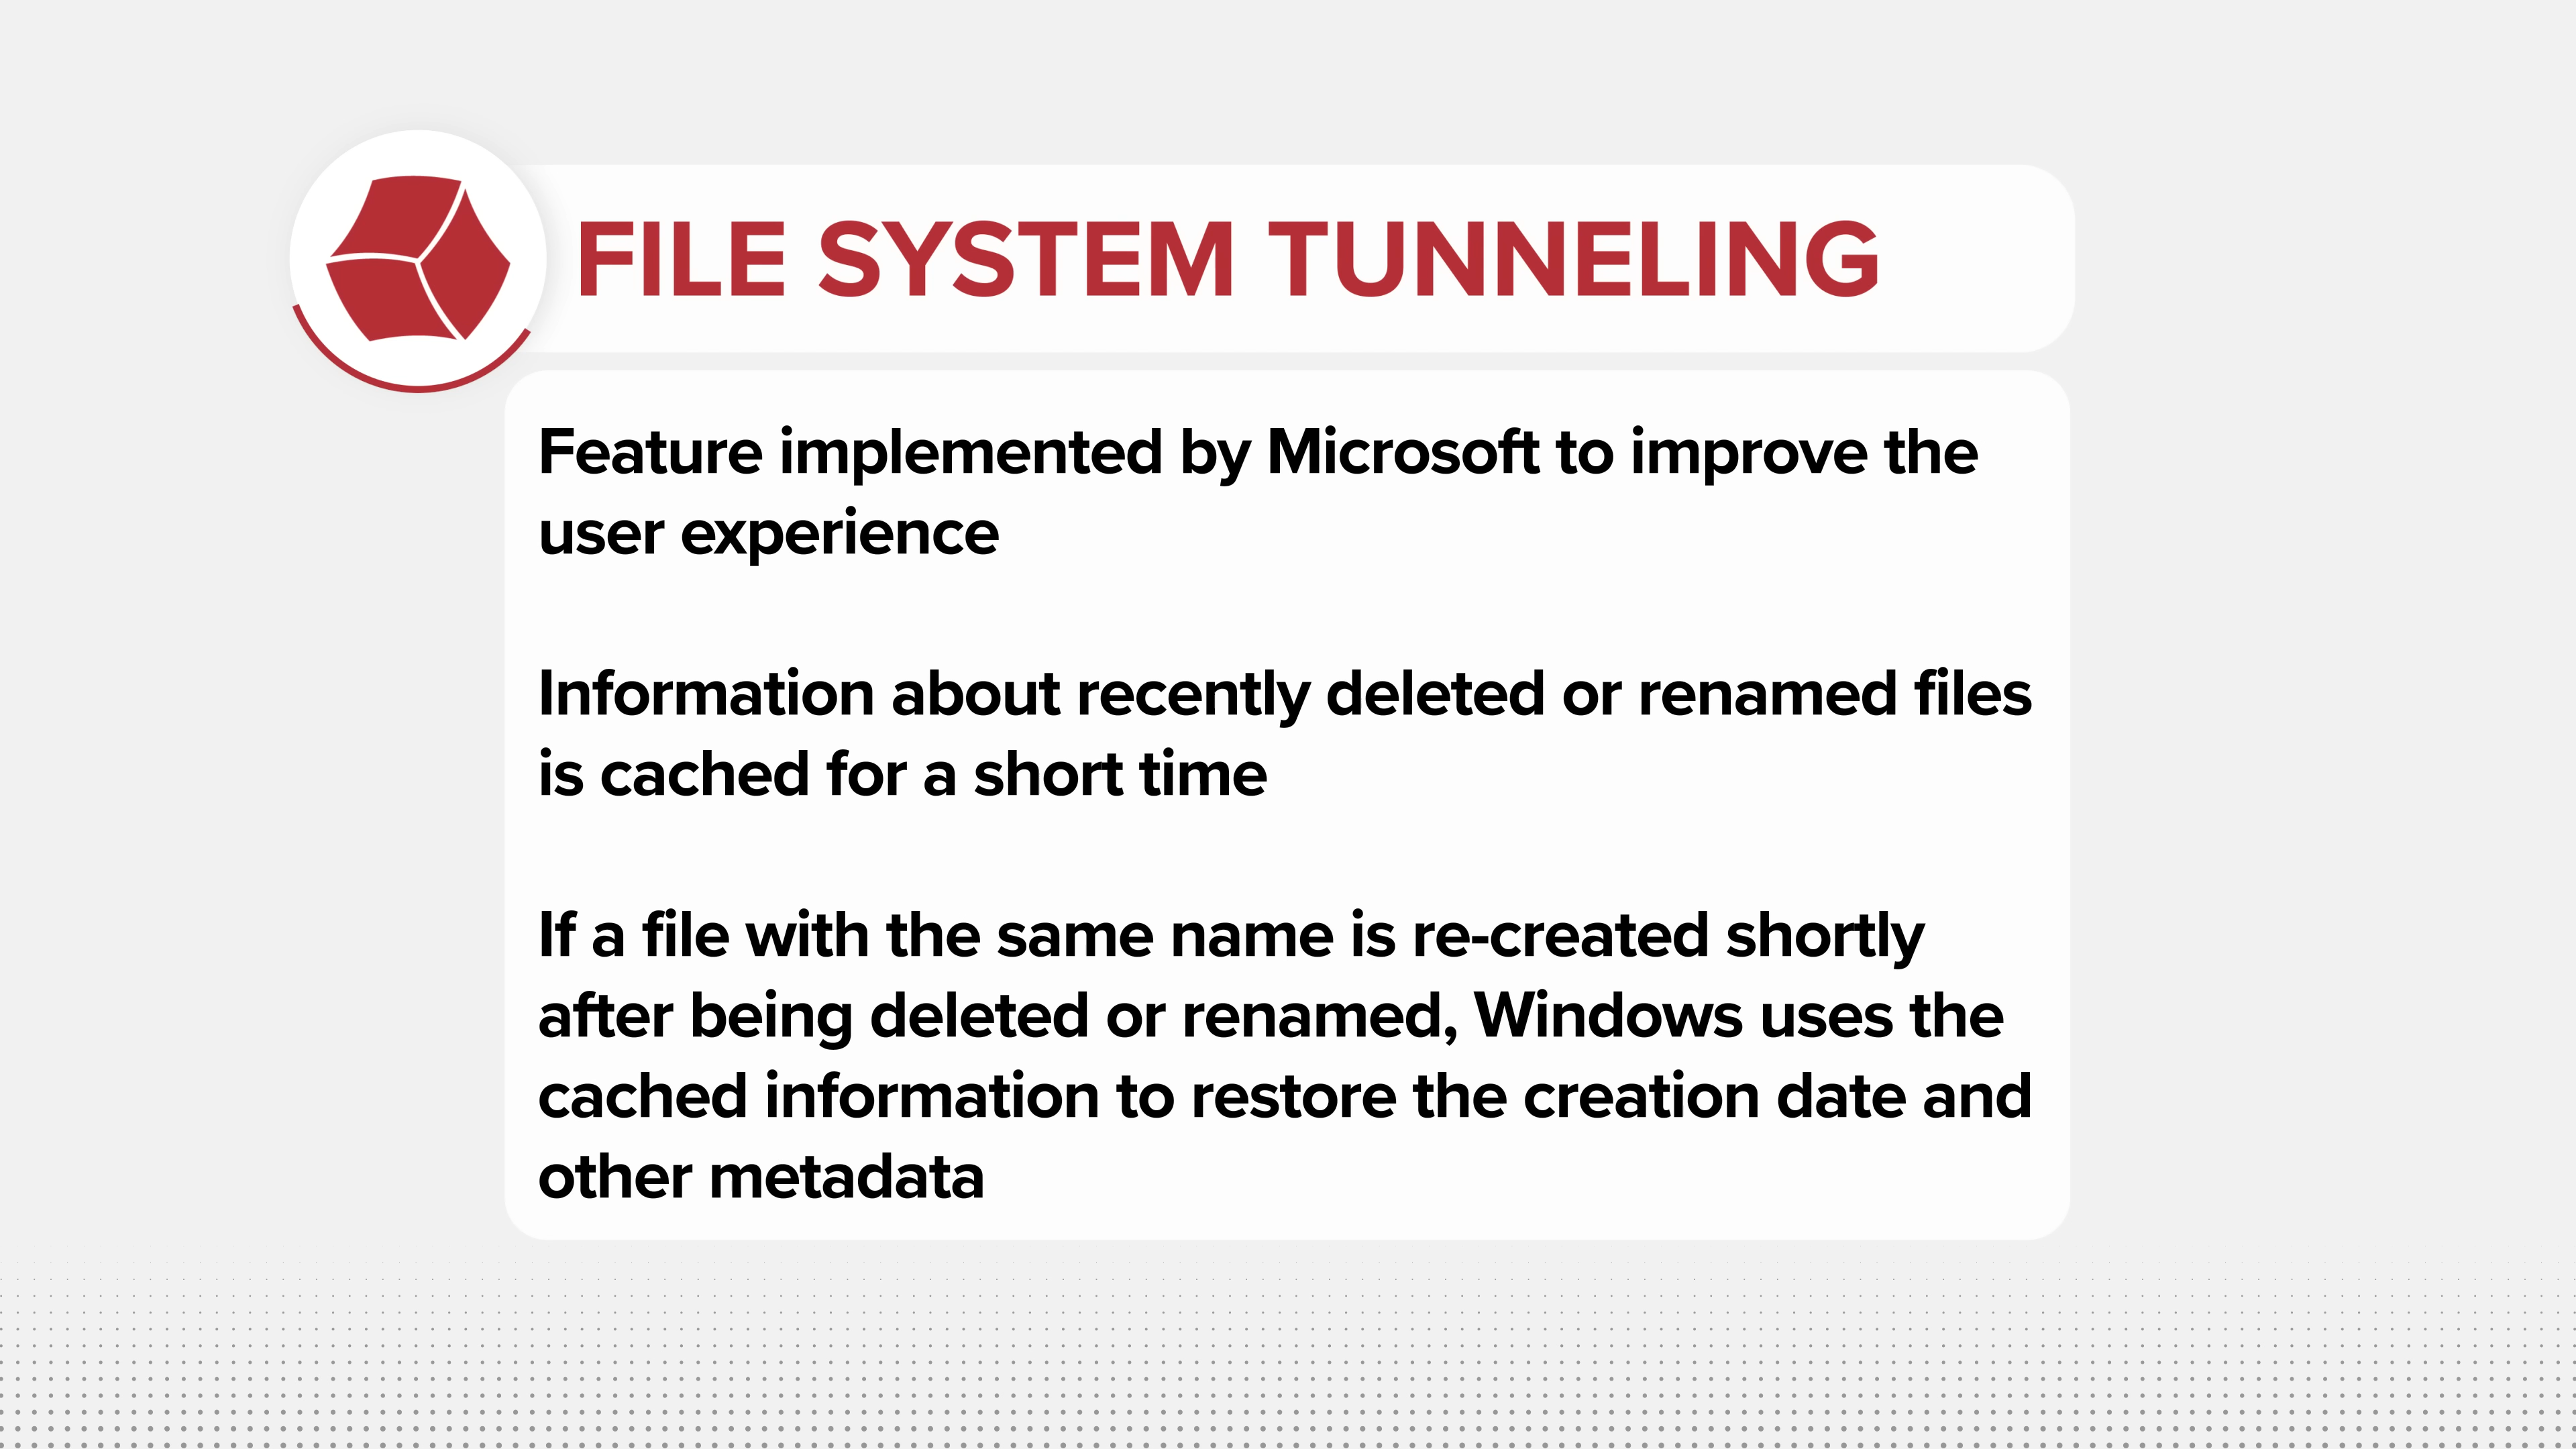 FILE SYSTEM TUNNELING
Feature implemented by Microsoft to improve the
user experience
Information about recently deleted or renamed files
is cached for a short time
If a file with the same name is re-created shortly
after being deleted or renamed, Windows uses the
cached information to restore the creation date and
other metadata